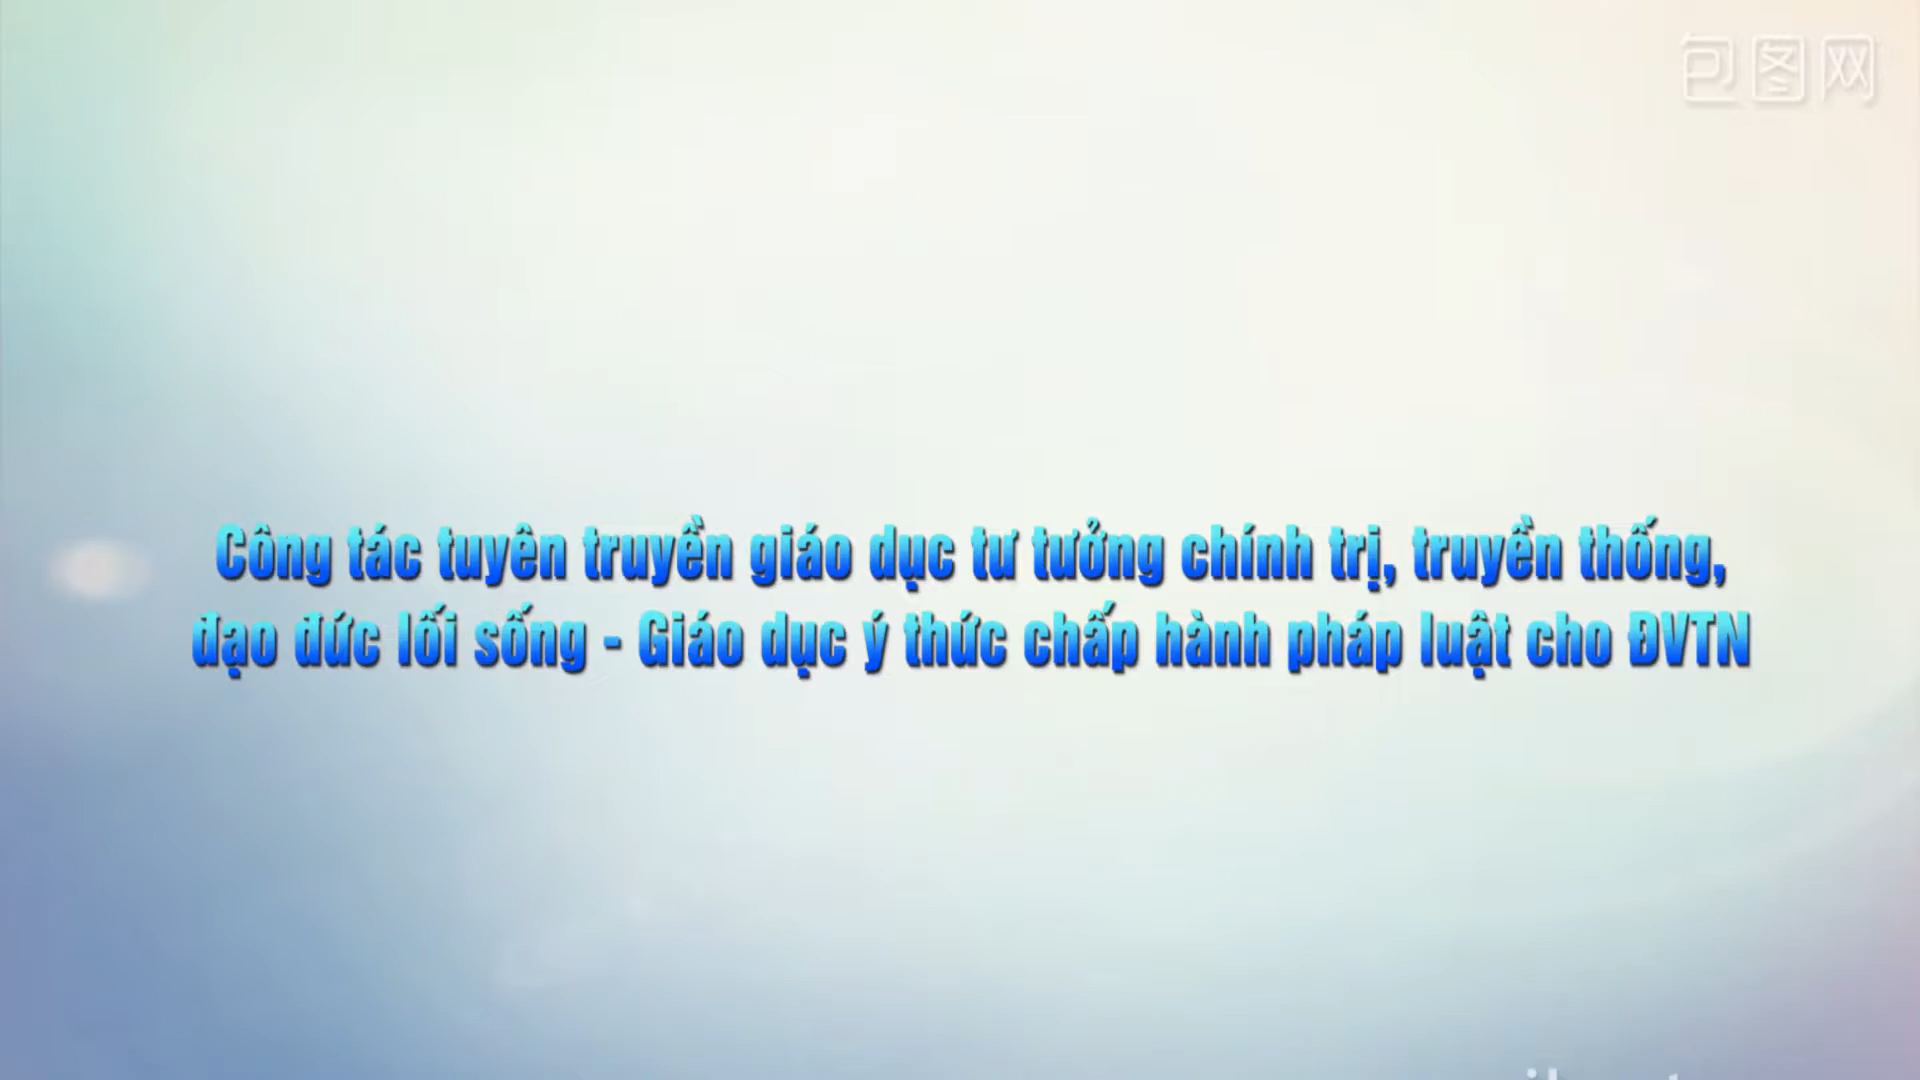 包图网
Công tác tuyên truyền giáo dục tư tưởng chính trị, truyền thống,
đạo đức lối sống - Giáo dục ý thức chấp hành pháp luật cho ĐVTN